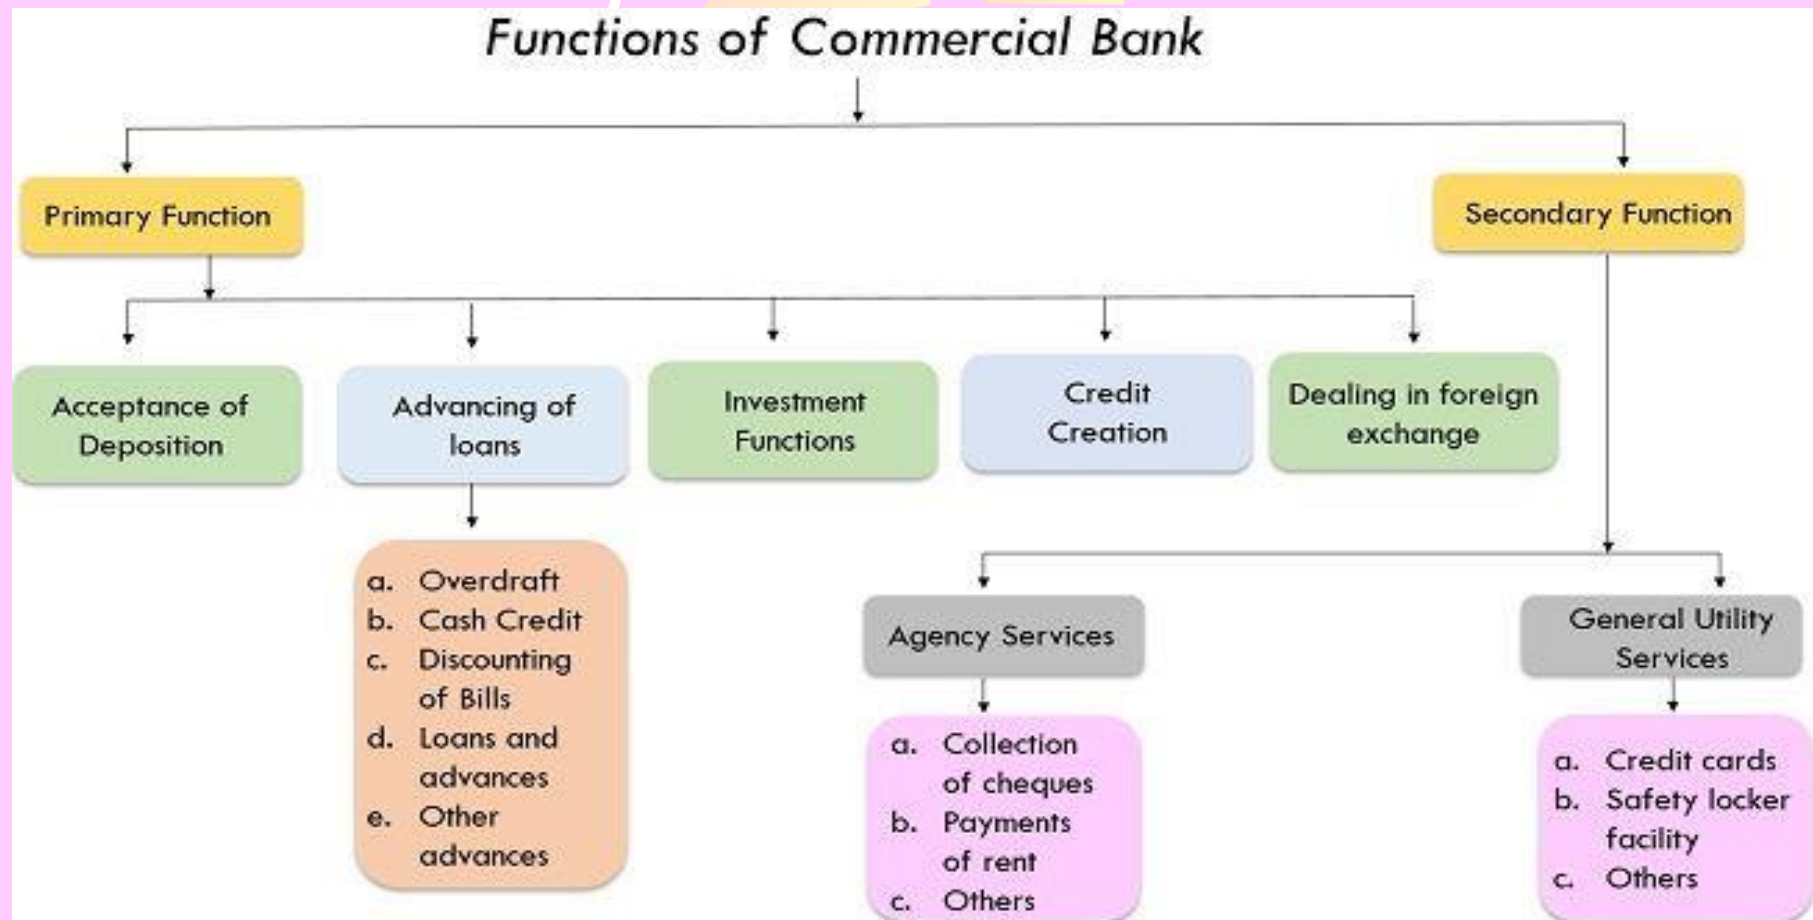 Functions of Commercial Bank
Primary Function
Secondary Function
Acceptance of
Deposition
Advancing of
loans
Investment
Functions
Credit
Creation
Dealing in foreign
exchange
a. Overdraft
b. Cash Credit
c. Discounting
of Bills
d. Loans and
advances
e. Other
advances
Agency Services
a. Collection
of cheques
b. Payments
of rent
c. Others
General Utility
Services
a. Credit cards
b. Safety locker
facility
c. Others